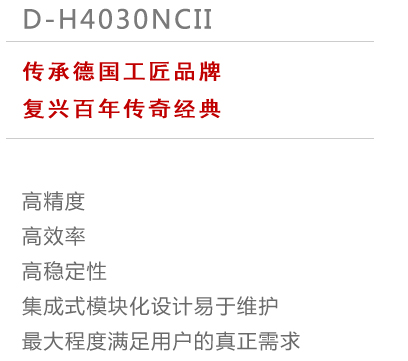 D-H4030NCII
传承德国工匠品牌
复兴百年传奇经典
高精度
高效率
高稳定性
集成式模块化设计易于维护
最大程度满足用户的真正需求